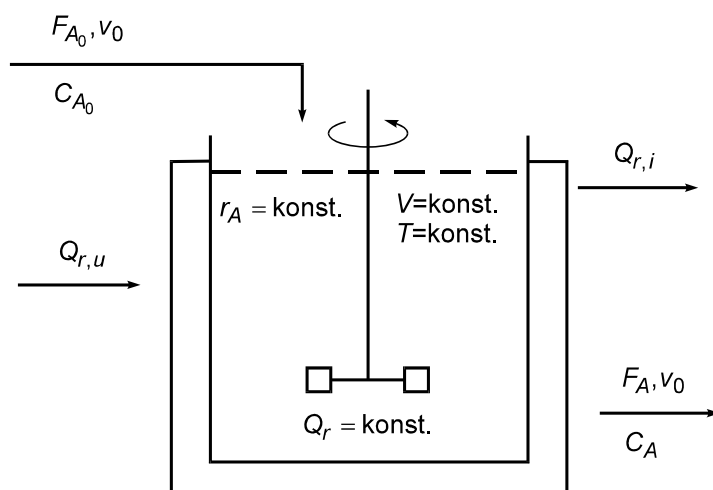 F_{A_0}, v_0
C_{A_0}
Q_{r,i}
r_A = konst.
V=konst.
T=konst.
Q_{r,u}
F_A, v_0
Q_r = konst.
C_A